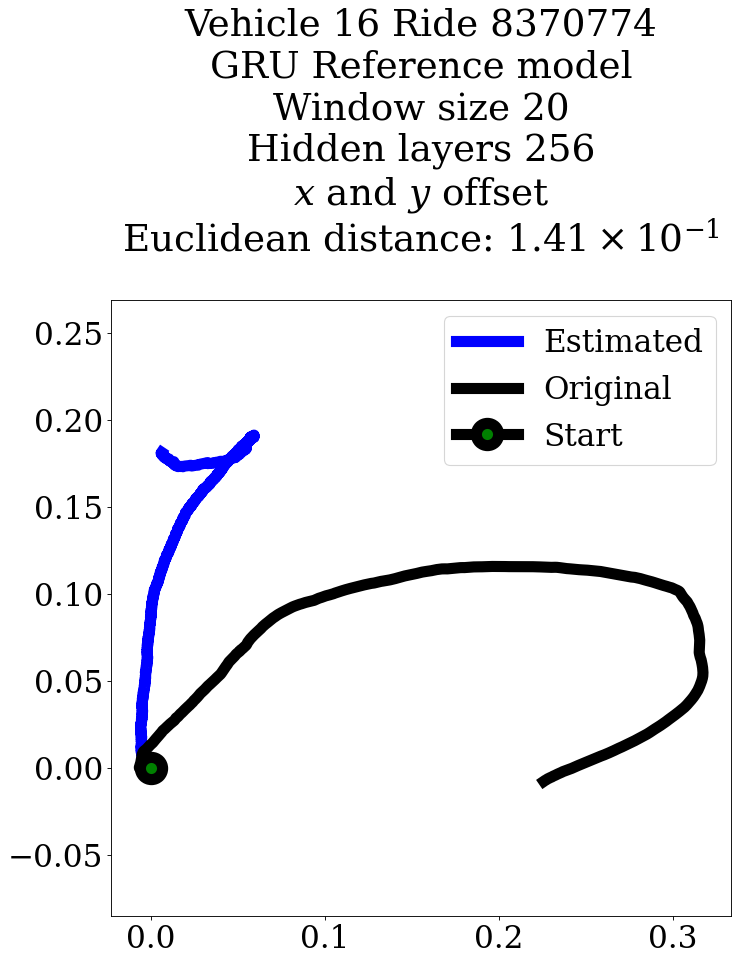 Vehicle 16 Ride 8370774
GRU Reference model
Window size 20
Hidden layers 256
x and y offset
Euclidean distance: 1.41 × 10⁻¹
Estimated
Original
Start
0.25
0.20
0.15
0.10
0.05
0.00
−0.05
0.0 0.1 0.2 0.3